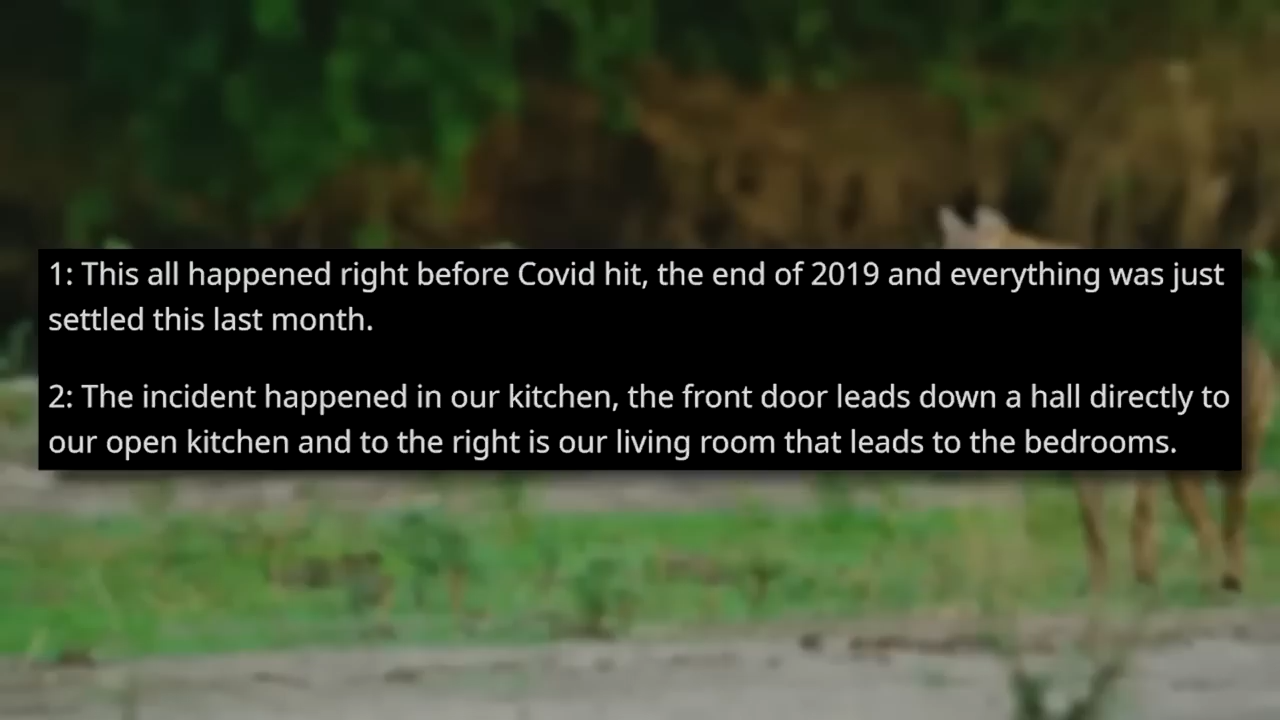 1: This all happened right before Covid hit, the end of 2019 and everything was just
settled this last month.
2: The incident happened in our kitchen, the front door leads down a hall directly to
our open kitchen and to the right is our living room that leads to the bedrooms.